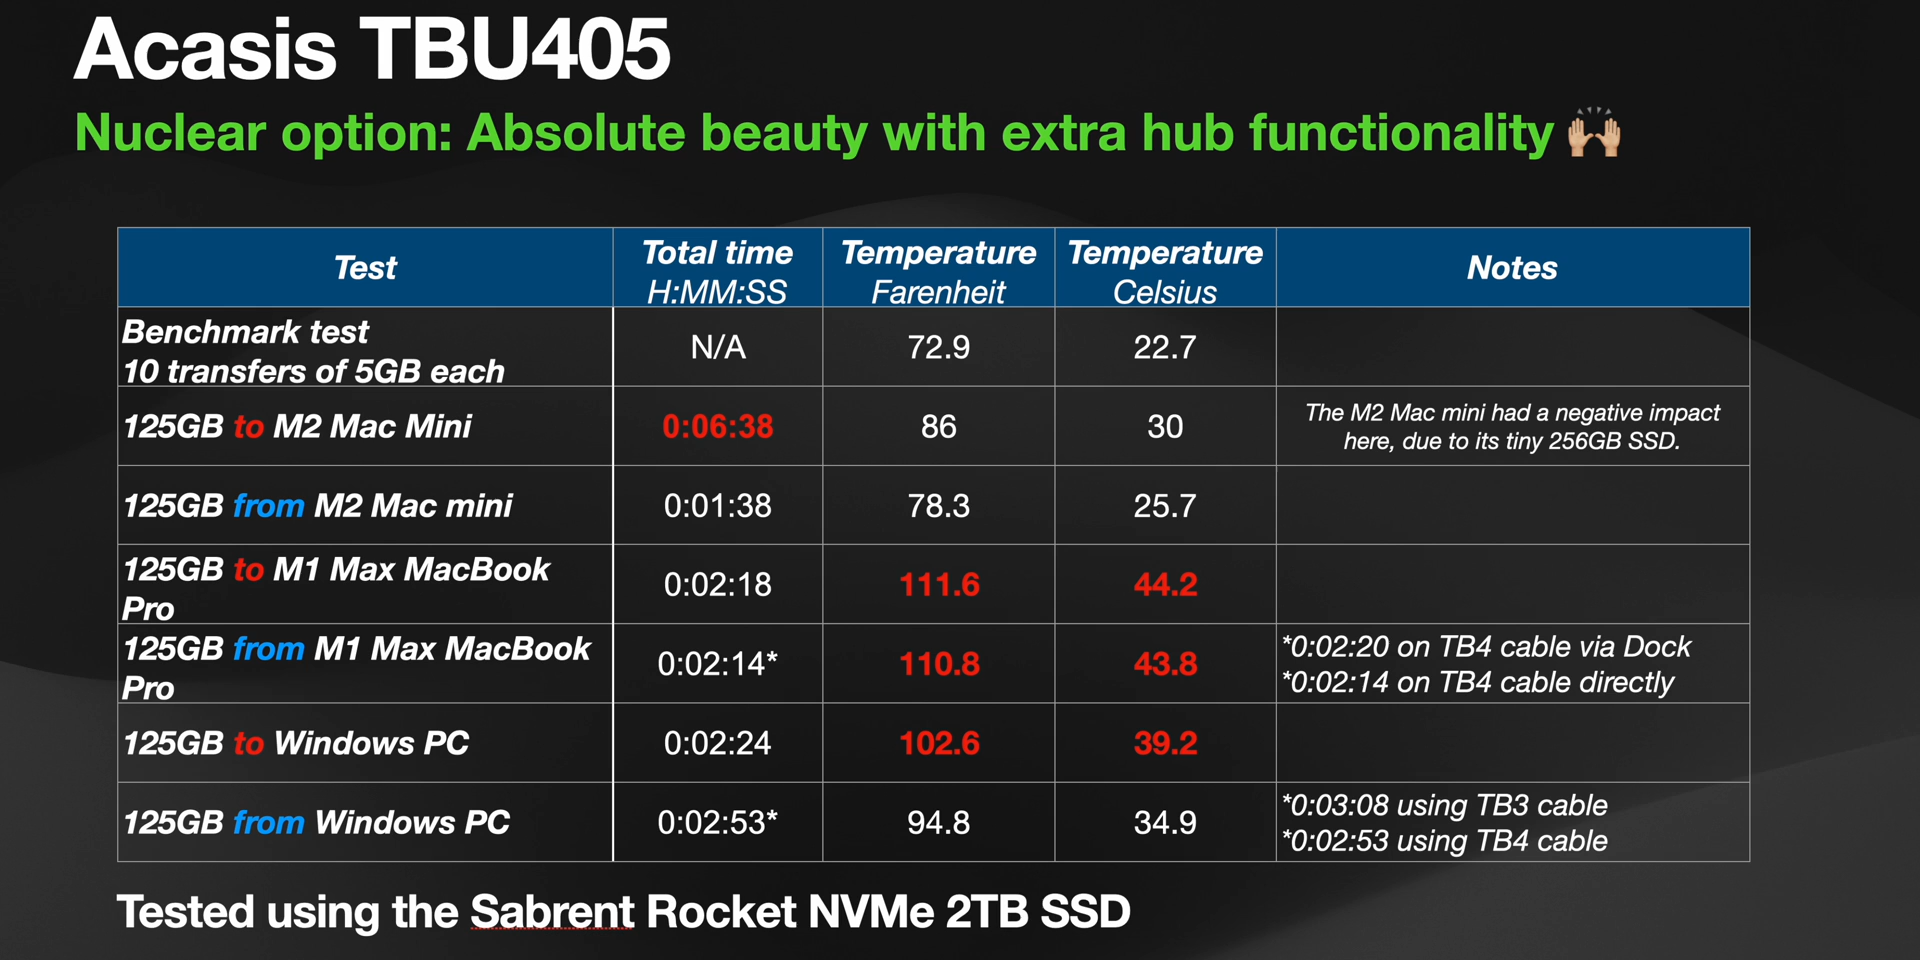 Acasis TBU405
Nuclear option: Absolute beauty with extra hub functionality 🙌🏼
Test
Total time
H:MM:SS
Temperature
Farenheit
Temperature
Celsius
Notes
Benchmark test
10 transfers of 5GB each
N/A
72.9
22.7
125GB to M2 Mac Mini
0:06:38
86
30
The M2 Mac mini had a negative impact
here, due to its tiny 256GB SSD.
125GB from M2 Mac mini
0:01:38
78.3
25.7
125GB to M1 Max MacBook
Pro
0:02:18
111.6
44.2
125GB from M1 Max MacBook
Pro
0:02:14*
110.8
43.8
*0:02:20 on TB4 cable via Dock
*0:02:14 on TB4 cable directly
125GB to Windows PC
0:02:24
102.6
39.2
125GB from Windows PC
0:02:53*
94.8
34.9
*0:03:08 using TB3 cable
*0:02:53 using TB4 cable
Tested using the Sabrent Rocket NVMe 2TB SSD